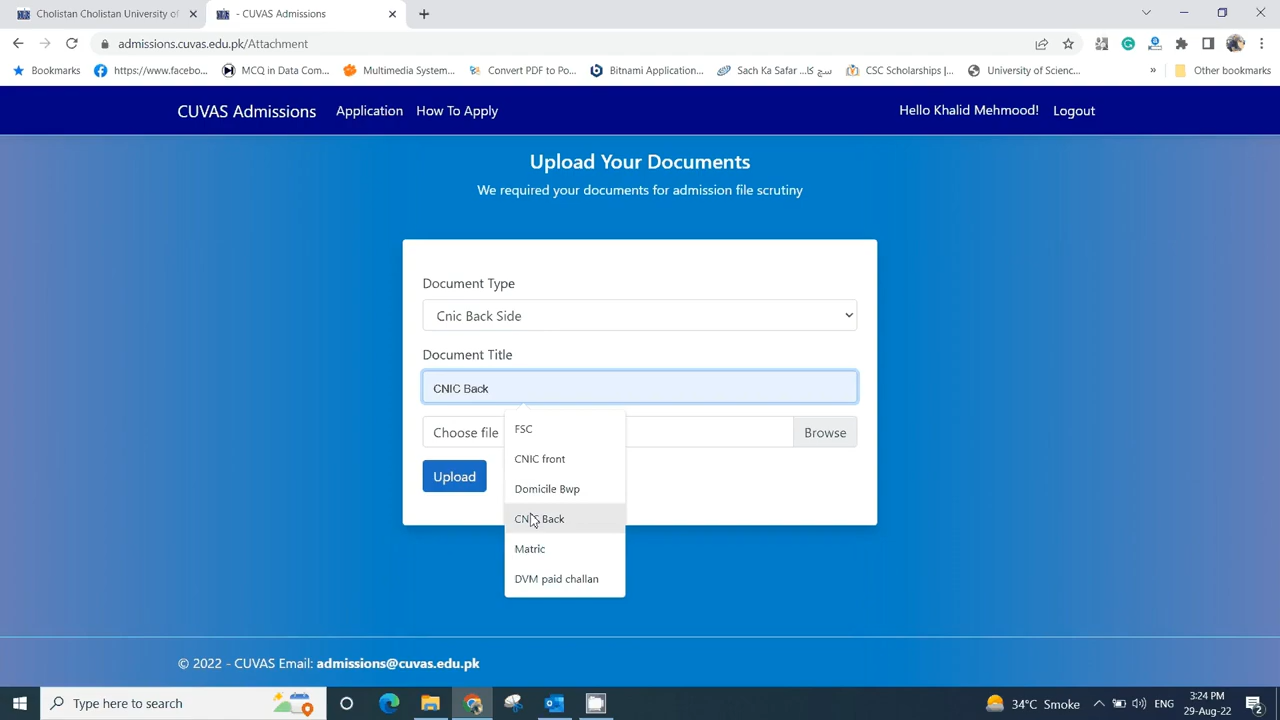 Cholistan Cholistan University of
- CUVAS Admissions
admissions.cuvas.edu.pk/Attachment
Bookmarks
https://www.facebo...
MCQ in Data Com...
Multimedia System...
Convert PDF to Po...
Bitnami Application...
Sach Ka Safar سچ کا...
CSC Scholarships |...
University of Scienc...
»
Other bookmarks
CUVAS Admissions
Application
How To Apply
Hello Khalid Mehmood!
Logout
Upload Your Documents
We required your documents for admission file scrutiny
Document Type
Cnic Back Side
Document Title
CNIC Back
Choose file
Browse
FSC
CNIC front
Domicile Bwp
CNIC Back
Matric
DVM paid challan
Upload
© 2022 - CUVAS Email: admissions@cuvas.edu.pk
Type here to search
34°C Smoke
ENG
3:24 PM
29-Aug-22
2